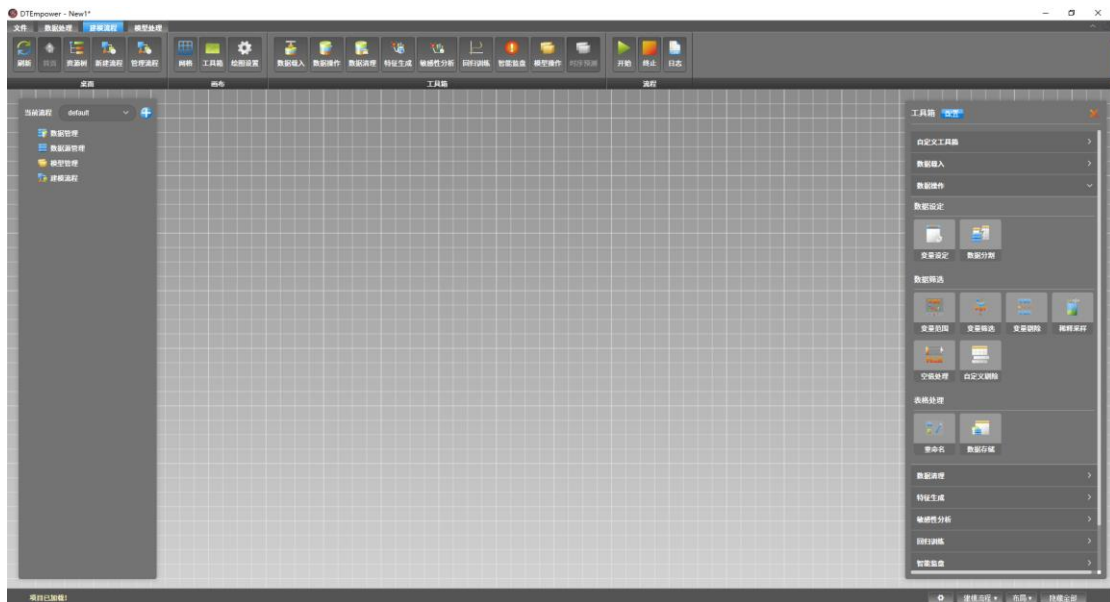 DTEmpower - New1*
文件 数据处理 建模流程 模型处理
刷新 首页 资源树 新建流程 管理流程 网格 工具箱 绘图设置 数据载入 数据操作 数据清理 特征生成 敏感性分析 回归训练 智能监盘 模型操作 时序预测 开始 终止 日志
桌面 画布 工具箱 流程
当前流程 default
数据管理
数据源管理
模型管理
建模流程
工具箱 配置
自定义工具箱
数据载入
数据操作
数据设定
变量设定 数据分割
数据筛选
变量范围 变量筛选 变量删除 稀释采样
空值处理 自定义删除
表格处理
重命名 数据存储
数据清理
特征生成
敏感性分析
回归训练
智能监盘
项目已加载! 建模流程 布局 隐藏全部